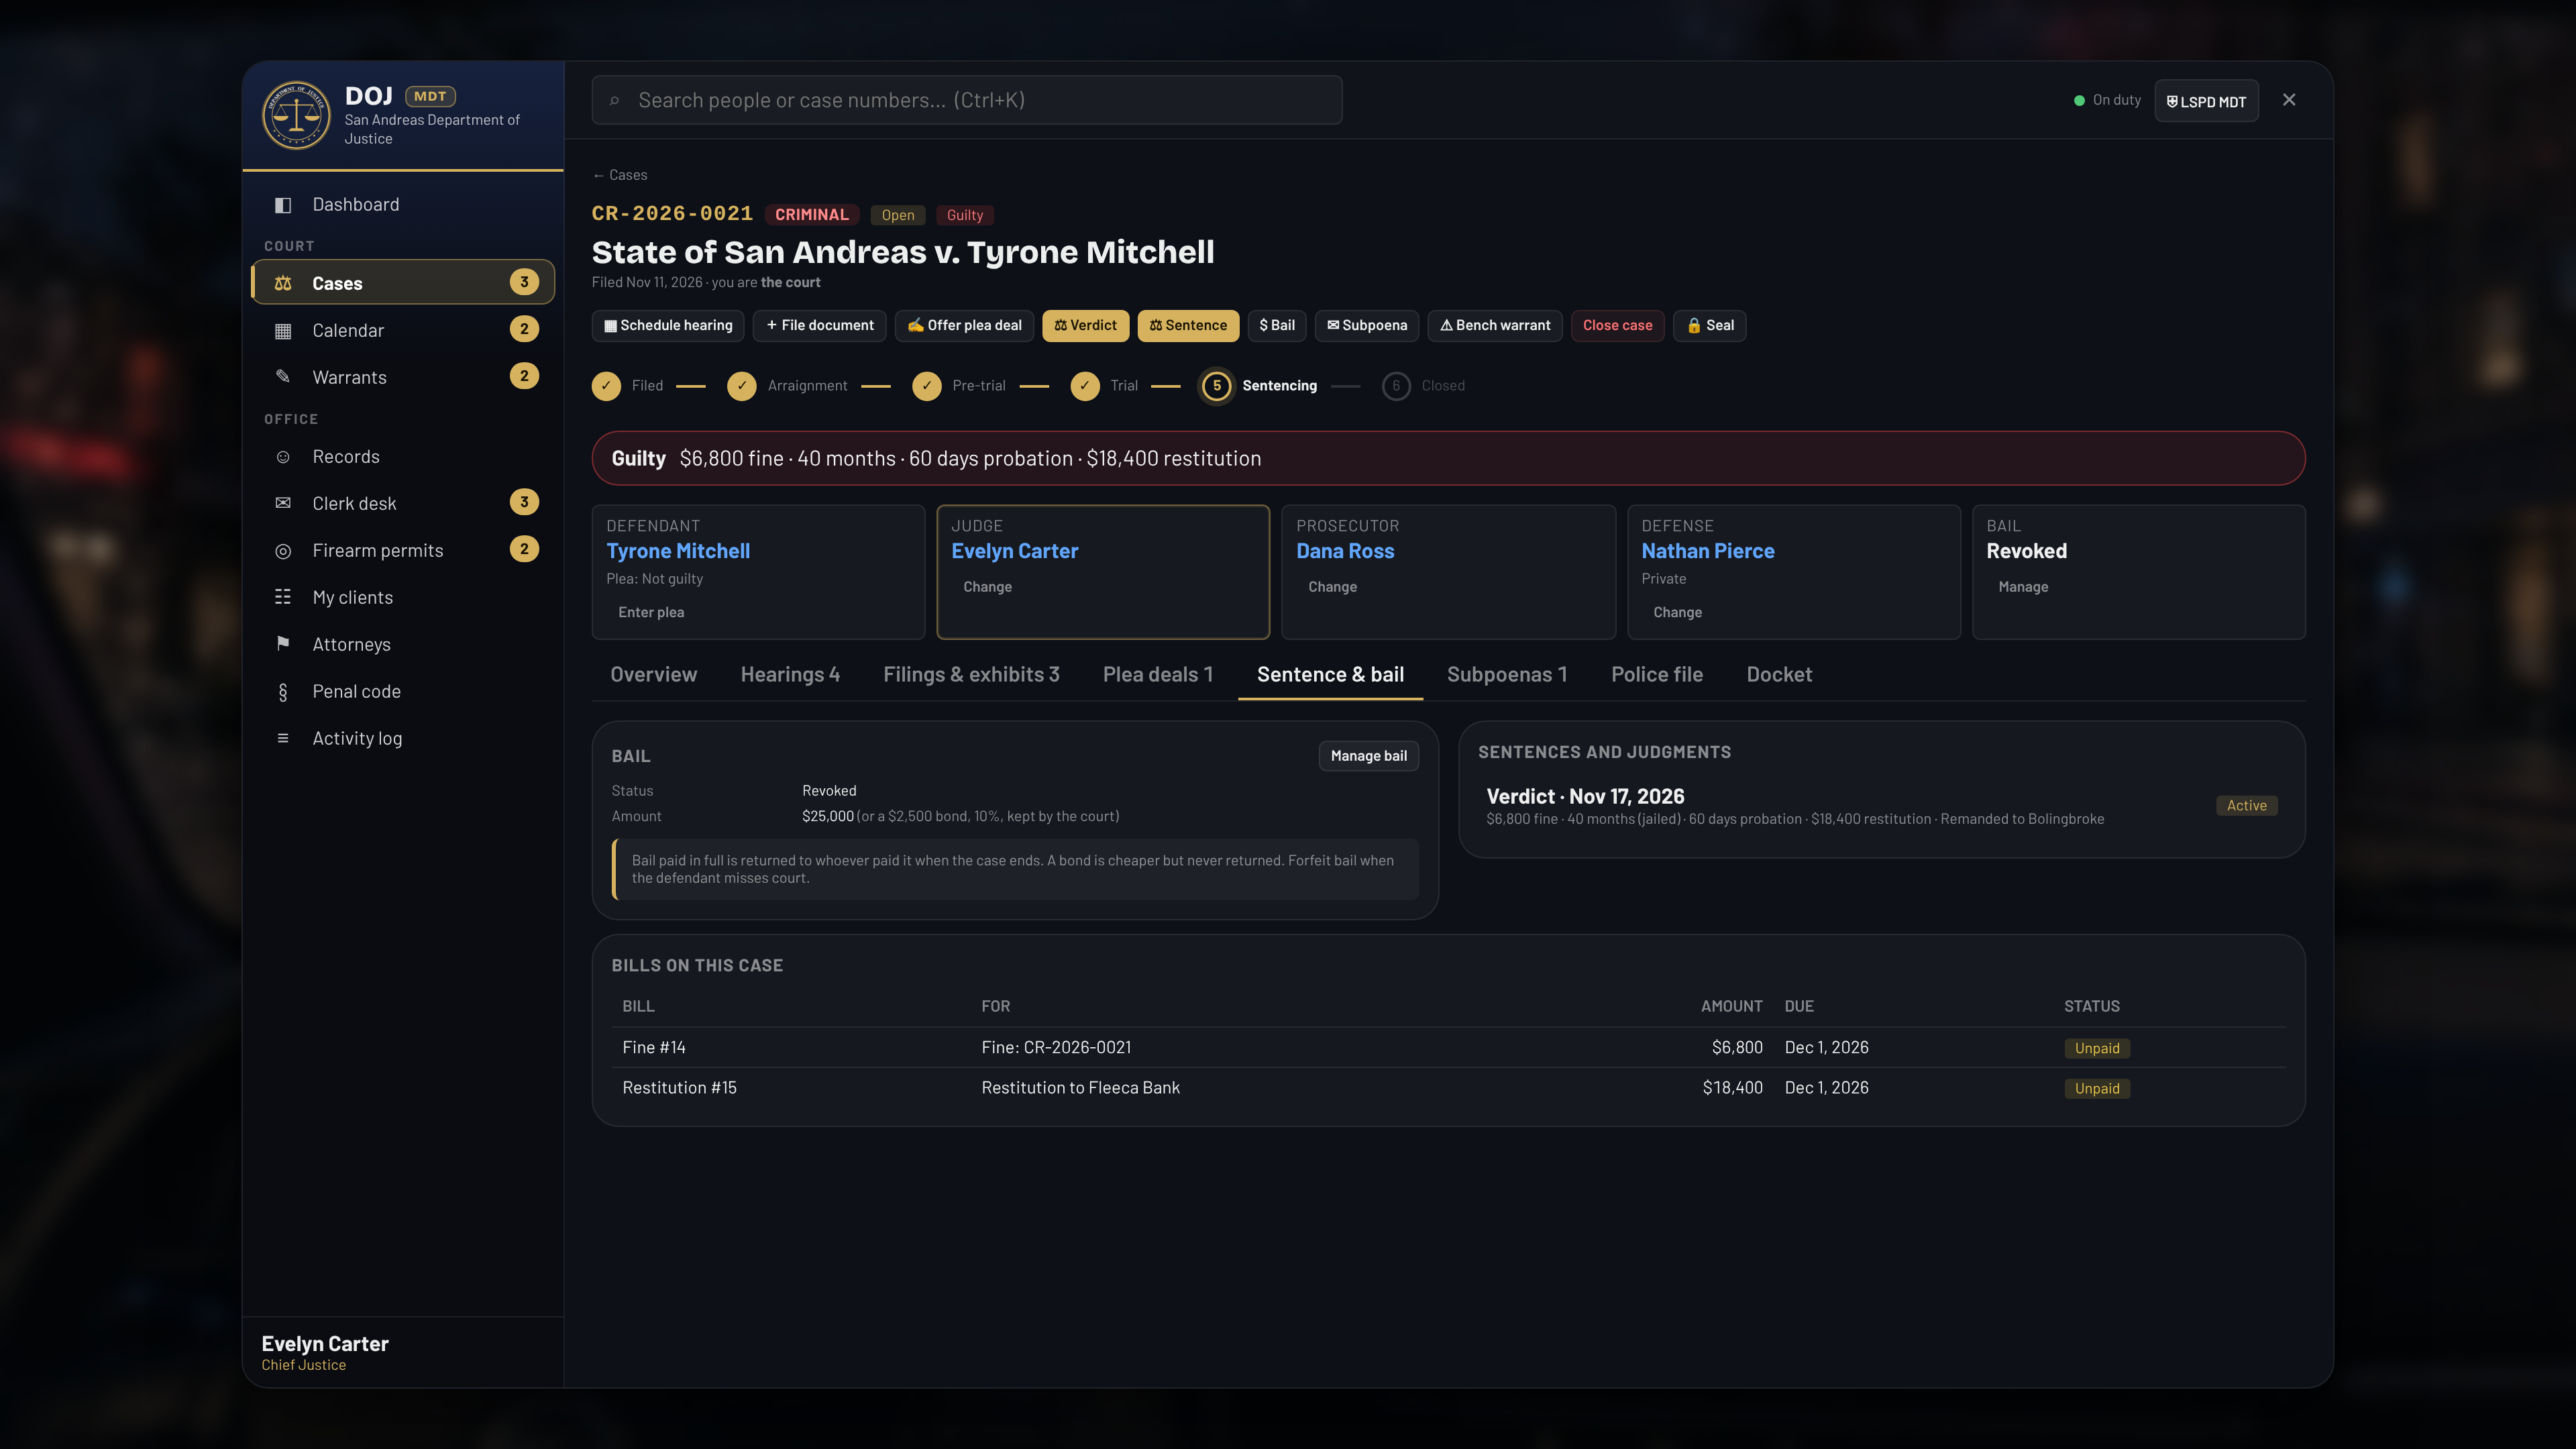 DEPARTMENT OF JUSTICE
DOJ MDT
San Andreas Department of
Justice
Search people or case numbers... (Ctrl+K)
On duty
LSPD MDT
Dashboard
COURT
Cases 3
Calendar 2
Warrants 2
OFFICE
Records
Clerk desk 3
Firearm permits 2
My clients
Attorneys
§ Penal code
Activity log
Evelyn Carter
Chief Justice
← Cases
CR-2026-0021 CRIMINAL Open Guilty
State of San Andreas v. Tyrone Mitchell
Filed Nov 11, 2026 · you are the court
Schedule hearing + File document Offer plea deal Verdict Sentence $ Bail Subpoena Bench warrant Close case Seal
✓ Filed ✓ Arraignment ✓ Pre-trial ✓ Trial 5 Sentencing 6 Closed
Guilty $6,800 fine · 40 months · 60 days probation · $18,400 restitution
DEFENDANT
Tyrone Mitchell
Plea: Not guilty
Enter plea
JUDGE
Evelyn Carter
Change
PROSECUTOR
Dana Ross
Change
DEFENSE
Nathan Pierce
Private
Change
BAIL
Revoked
Manage
Overview Hearings 4 Filings & exhibits 3 Plea deals 1 Sentence & bail Subpoenas 1 Police file Docket
BAIL Manage bail
Status Revoked
Amount $25,000 (or a $2,500 bond, 10%, kept by the court)
Bail paid in full is returned to whoever paid it when the case ends. A bond is cheaper but never returned. Forfeit bail when
the defendant misses court.
SENTENCES AND JUDGMENTS
Verdict · Nov 17, 2026
$6,800 fine · 40 months (jailed) · 60 days probation · $18,400 restitution · Remanded to Bolingbroke
Active
BILLS ON THIS CASE
BILL FOR AMOUNT DUE STATUS
Fine #14 Fine: CR-2026-0021 $6,800 Dec 1, 2026 Unpaid
Restitution #15 Restitution to Fleeca Bank $18,400 Dec 1, 2026 Unpaid